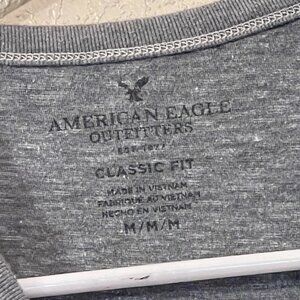 AMERICAN EAGLE
OUTFITTERS
EST. 1977
CLASSIC FIT
MADE IN VIETNAM
FABRIQUÉ AU VIETNAM
HECHO EN VIETNAM
M/M/M